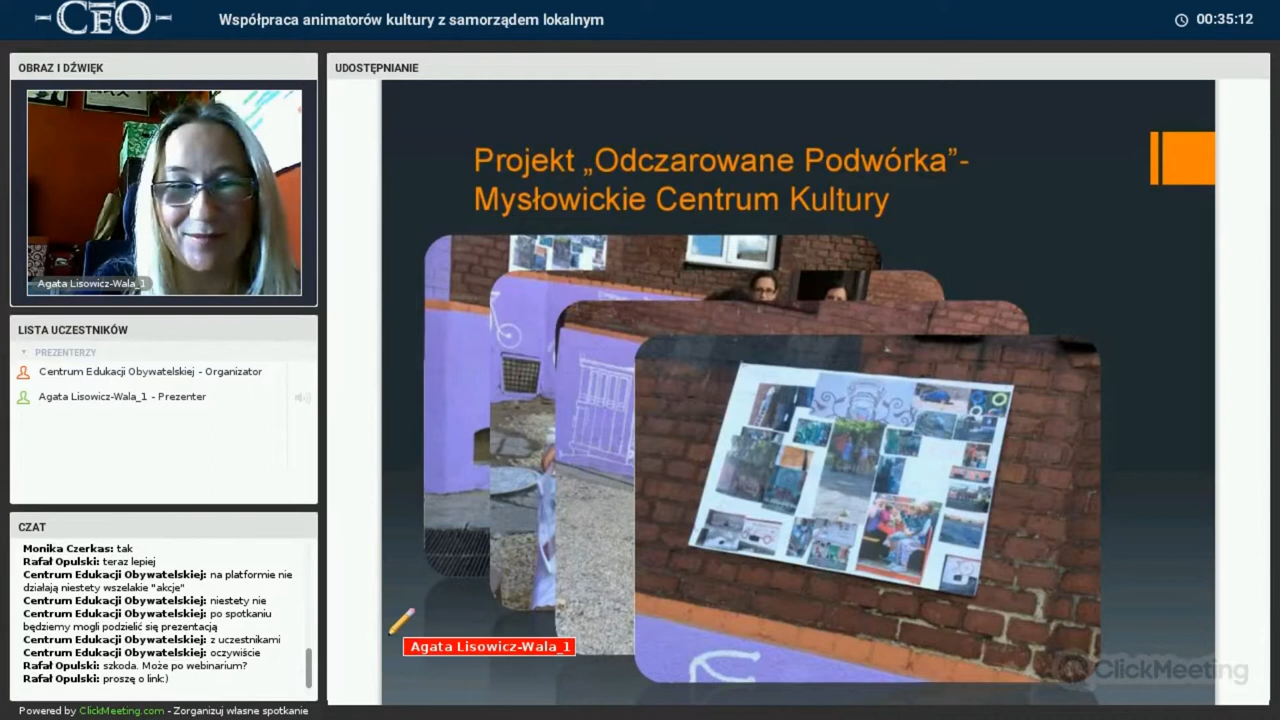 CEO
Współpraca animatorów kultury z samorządem lokalnym
00:35:12
OBRAZ I DŹWIĘK
Agata Lisowicz-Wala_1
LISTA UCZESTNIKÓW
PREZENTERZY
Centrum Edukacji Obywatelskiej - Organizator
Agata Lisowicz-Wala_1 - Prezenter
CZAT
Monika Czerkas: tak
Rafał Opulski: teraz lepiej
Centrum Edukacji Obywatelskiej: na platformie nie
działają niestety wszelakie "akcje"
Centrum Edukacji Obywatelskiej: niestety nie
Centrum Edukacji Obywatelskiej: po spotkaniu
będziemy mogli podzielić się prezentacją
Centrum Edukacji Obywatelskiej: z uczestnikami
Centrum Edukacji Obywatelskiej: oczywiście
Rafał Opulski: szkoda. Może po webinarium?
Rafał Opulski: proszę o link:)
Powered by ClickMeeting.com - Zorganizuj własne spotkanie
UDOSTĘPNIANIE
Projekt „Odczarowane Podwórka”-
Mysłowickie Centrum Kultury
Agata Lisowicz-Wala_1
ClickMeeting